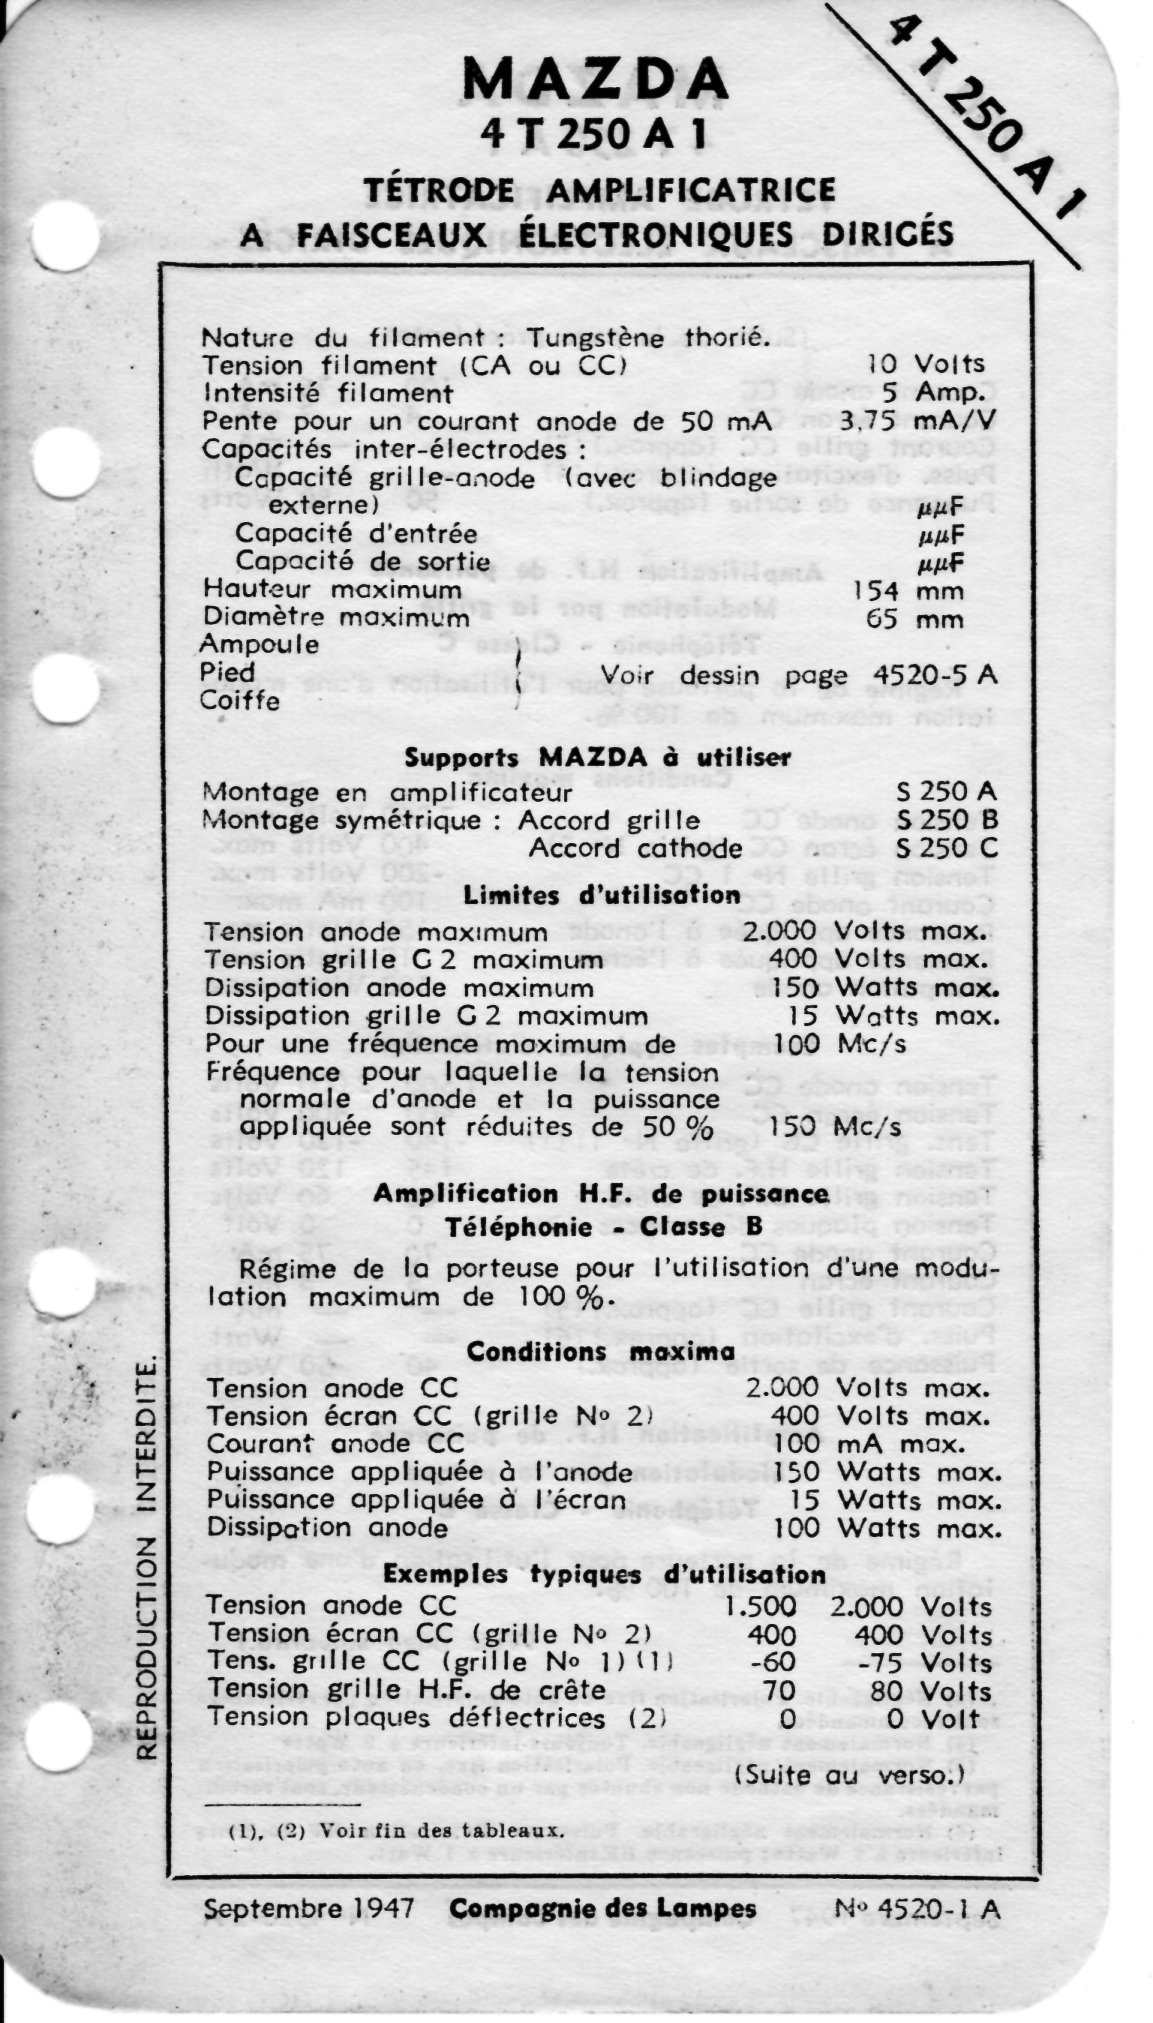 4 T 250 A 1
MAZDA
4 T 250 A 1
TÉTRODE AMPLIFICATRICE
A FAISCEAUX ÉLECTRONIQUES DIRIGÉS
Nature du filament : Tungstène thorié.
Tension filament (CA ou CC) 10 Volts
Intensité filament 5 Amp.
Pente pour un courant anode de 50 mA 3,75 mA/V
Capacités inter-électrodes :
Capacité grille-anode (avec blindage
externe) µµF
Capacité d'entrée µµF
Capacité de sortie µµF
Hauteur maximum 154 mm
Diamètre maximum 65 mm
Ampoule
Pied Voir dessin page 4520-5 A
Coiffe
Supports MAZDA à utiliser
Montage en amplificateur S 250 A
Montage symétrique : Accord grille S 250 B
Accord cathode S 250 C
Limites d'utilisation
Tension anode maximum 2.000 Volts max.
Tension grille G 2 maximum 400 Volts max.
Dissipation anode maximum 150 Watts max.
Dissipation grille G 2 maximum 15 Watts max.
Pour une fréquence maximum de 100 Mc/s
Fréquence pour laquelle la tension
normale d'anode et la puissance
appliquée sont réduites de 50 % 150 Mc/s
Amplification H.F. de puissance
Téléphonie - Classe B
Régime de la porteuse pour l'utilisation d'une modu-
lation maximum de 100 %.
Conditions maxima
Tension anode CC 2.000 Volts max.
Tension écran CC (grille No 2) 400 Volts max.
Courant anode CC 100 mA max.
Puissance appliquée à l'anode 150 Watts max.
Puissance appliquée à l'écran 15 Watts max.
Dissipation anode 100 Watts max.
Exemples typiques d'utilisation
Tension anode CC 1.500 2.000 Volts
Tension écran CC (grille No 2) 400 400 Volts
Tens. grille CC (grille No 1) (1) -60 -75 Volts
Tension grille H.F. de crête 70 80 Volts
Tension plaques déflectrices (2) 0 0 Volt
(Suite au verso.)
(1), (2) Voir fin des tableaux.
Septembre 1947 Compagnie des Lampes No 4520-1 A
REPRODUCTION INTERDITE.